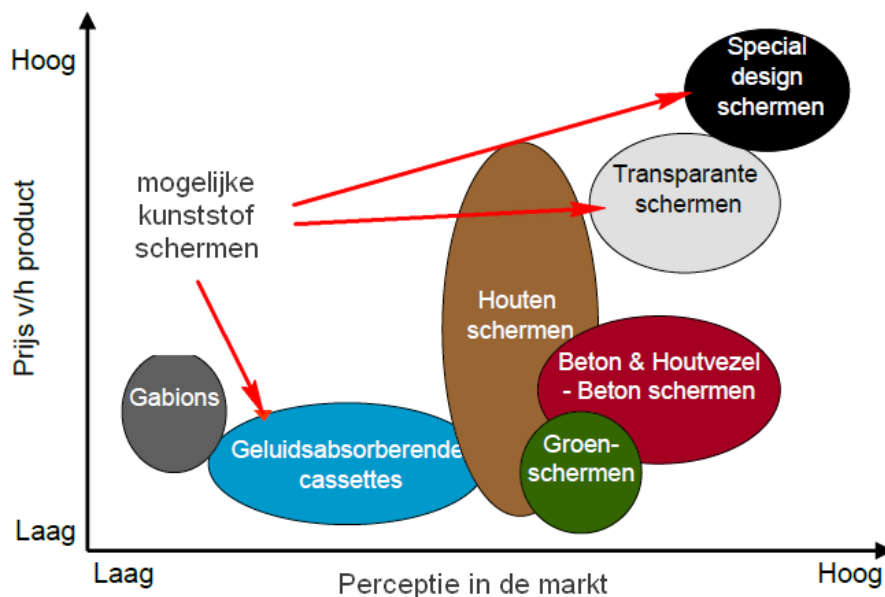 Hoog
Prijs v/h product
Laag
Laag
Perceptie in de markt
Hoog
mogelijke
kunststof
schermen
Special
design
schermen
Transparante
schermen
Houten
schermen
Beton & Houtvezel
- Beton schermen
Gabions
Geluidsabsorberende
cassettes
Groen-
schermen